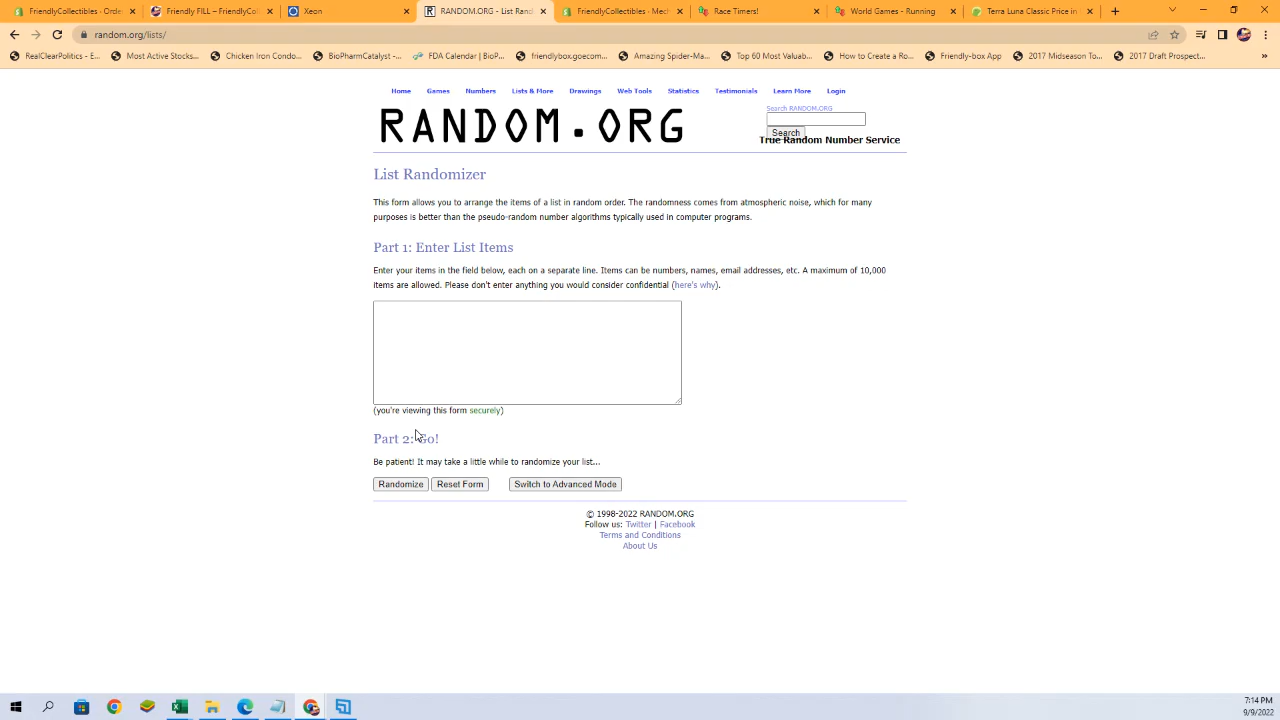 FriendlyCollectibles - Orders
Friendly FILL – FriendlyColl
Xeon
RANDOM.ORG - List Rand
FriendlyCollectibles - Mech
Race Friendlies!
World Games - Running
Terra Luna Classic Price in
random.org/lists/
RealClearPolitics - E...
Most Active Stocks...
Chicken Iron Condo...
BioPharmCatalyst -...
FDA Calendar | BioP...
friendlybox.goecom...
Amazing Spider-Ma...
Top 60 Most Valuab...
How to Create a Ro...
Friendly-box App
2017 Midseason To...
2017 Draft Prospect...
Home Games Numbers Lists & More Drawings Web Tools Statistics Testimonials Learn More Login
RANDOM.ORG
Search RANDOM.ORG
Search
True Random Number Service
List Randomizer
This form allows you to arrange the items of a list in random order. The randomness comes from atmospheric noise, which for many
purposes is better than the pseudo-random number algorithms typically used in computer programs.
Part 1: Enter List Items
Enter your items in the field below, each on a separate line. Items can be numbers, names, email addresses, etc. A maximum of 10,000
items are allowed. Please don't enter anything you would consider confidential (here's why).
(you're viewing this form securely)
Part 2: Go!
Be patient! It may take a little while to randomize your list...
Randomize Reset Form Switch to Advanced Mode
© 1998-2022 RANDOM.ORG
Follow us: Twitter | Facebook
Terms and Conditions
About Us
7:14 PM
9/9/2022